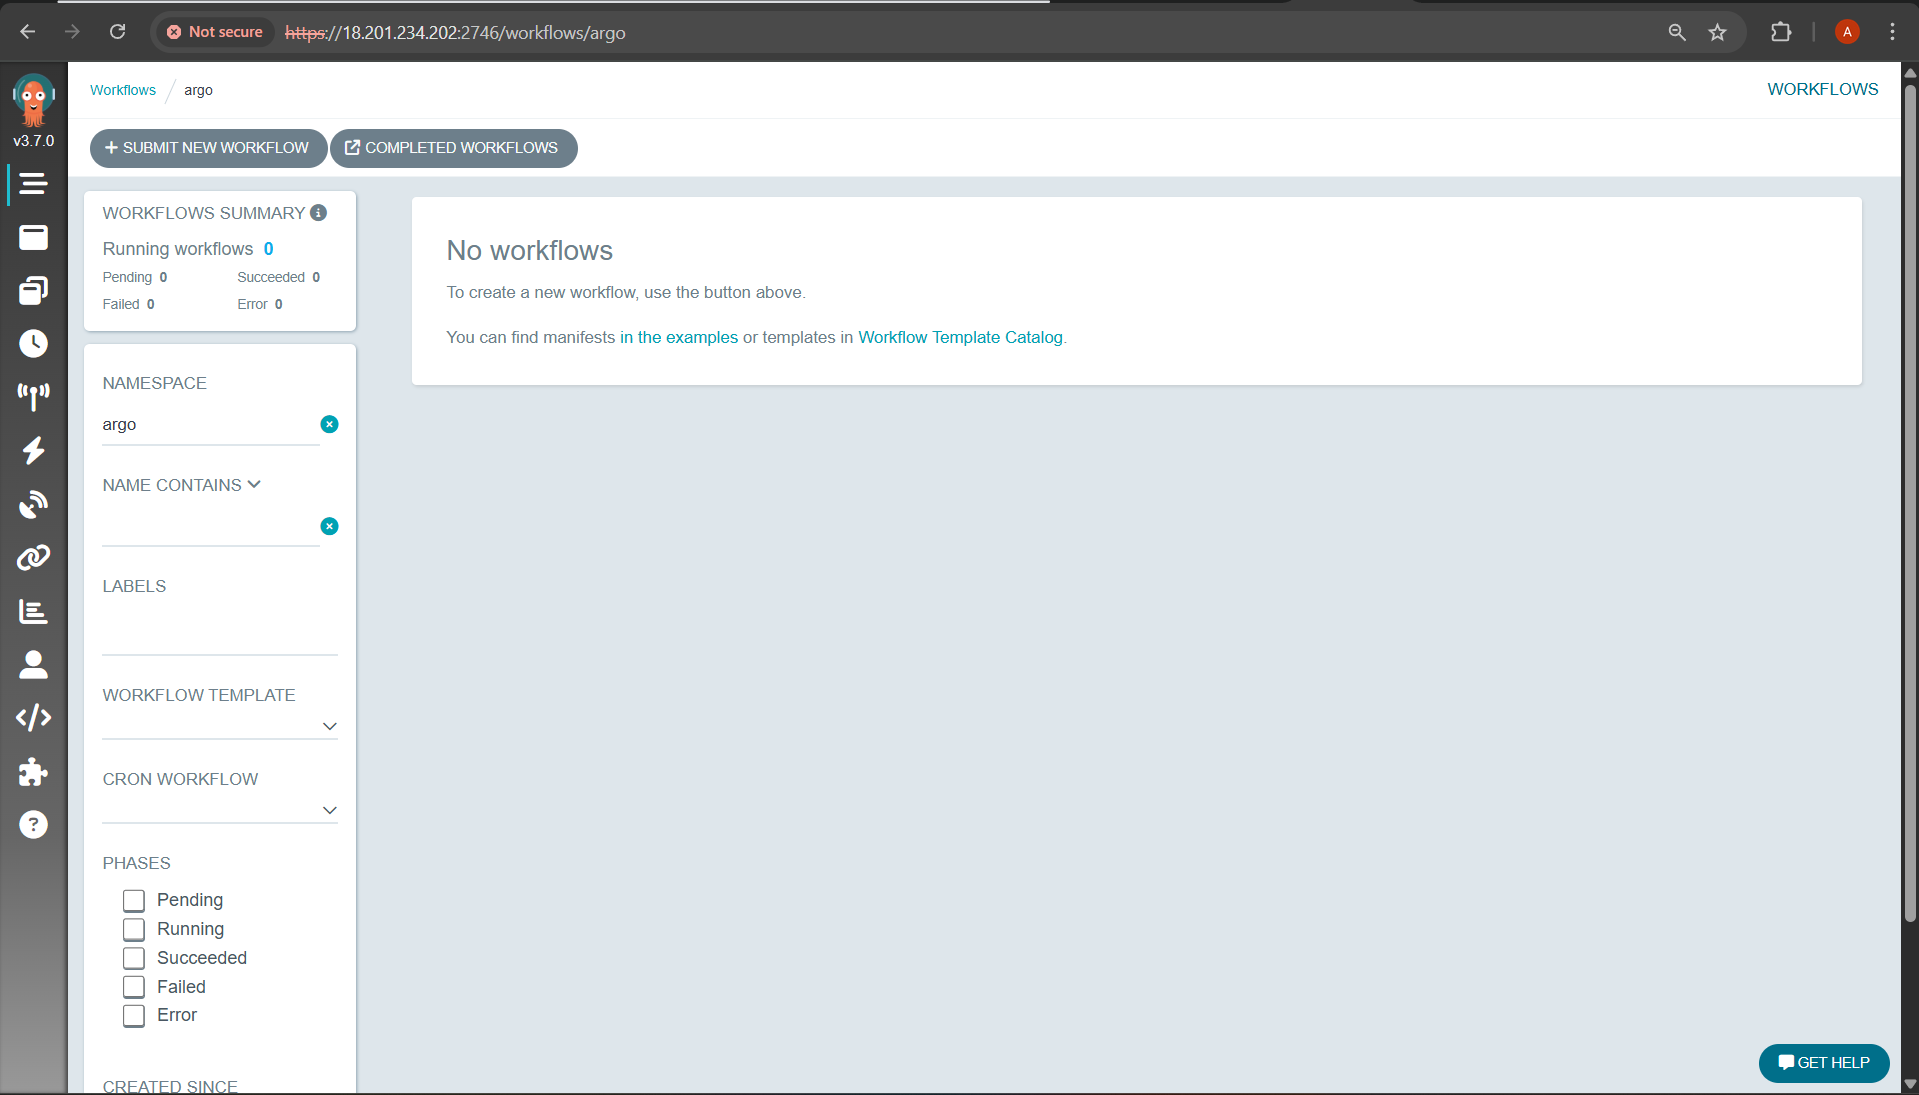 Not secure https://18.201.234.202:2746/workflows/argo
A
v3.7.0
Workflows argo
WORKFLOWS
SUBMIT NEW WORKFLOW
COMPLETED WORKFLOWS
WORKFLOWS SUMMARY
Running workflows 0
Pending 0 Succeeded 0
Failed 0 Error 0
No workflows
To create a new workflow, use the button above.
You can find manifests in the examples or templates in Workflow Template Catalog.
NAMESPACE
argo
NAME CONTAINS
LABELS
WORKFLOW TEMPLATE
CRON WORKFLOW
PHASES
Pending
Running
Succeeded
Failed
Error
CREATED SINCE
GET HELP